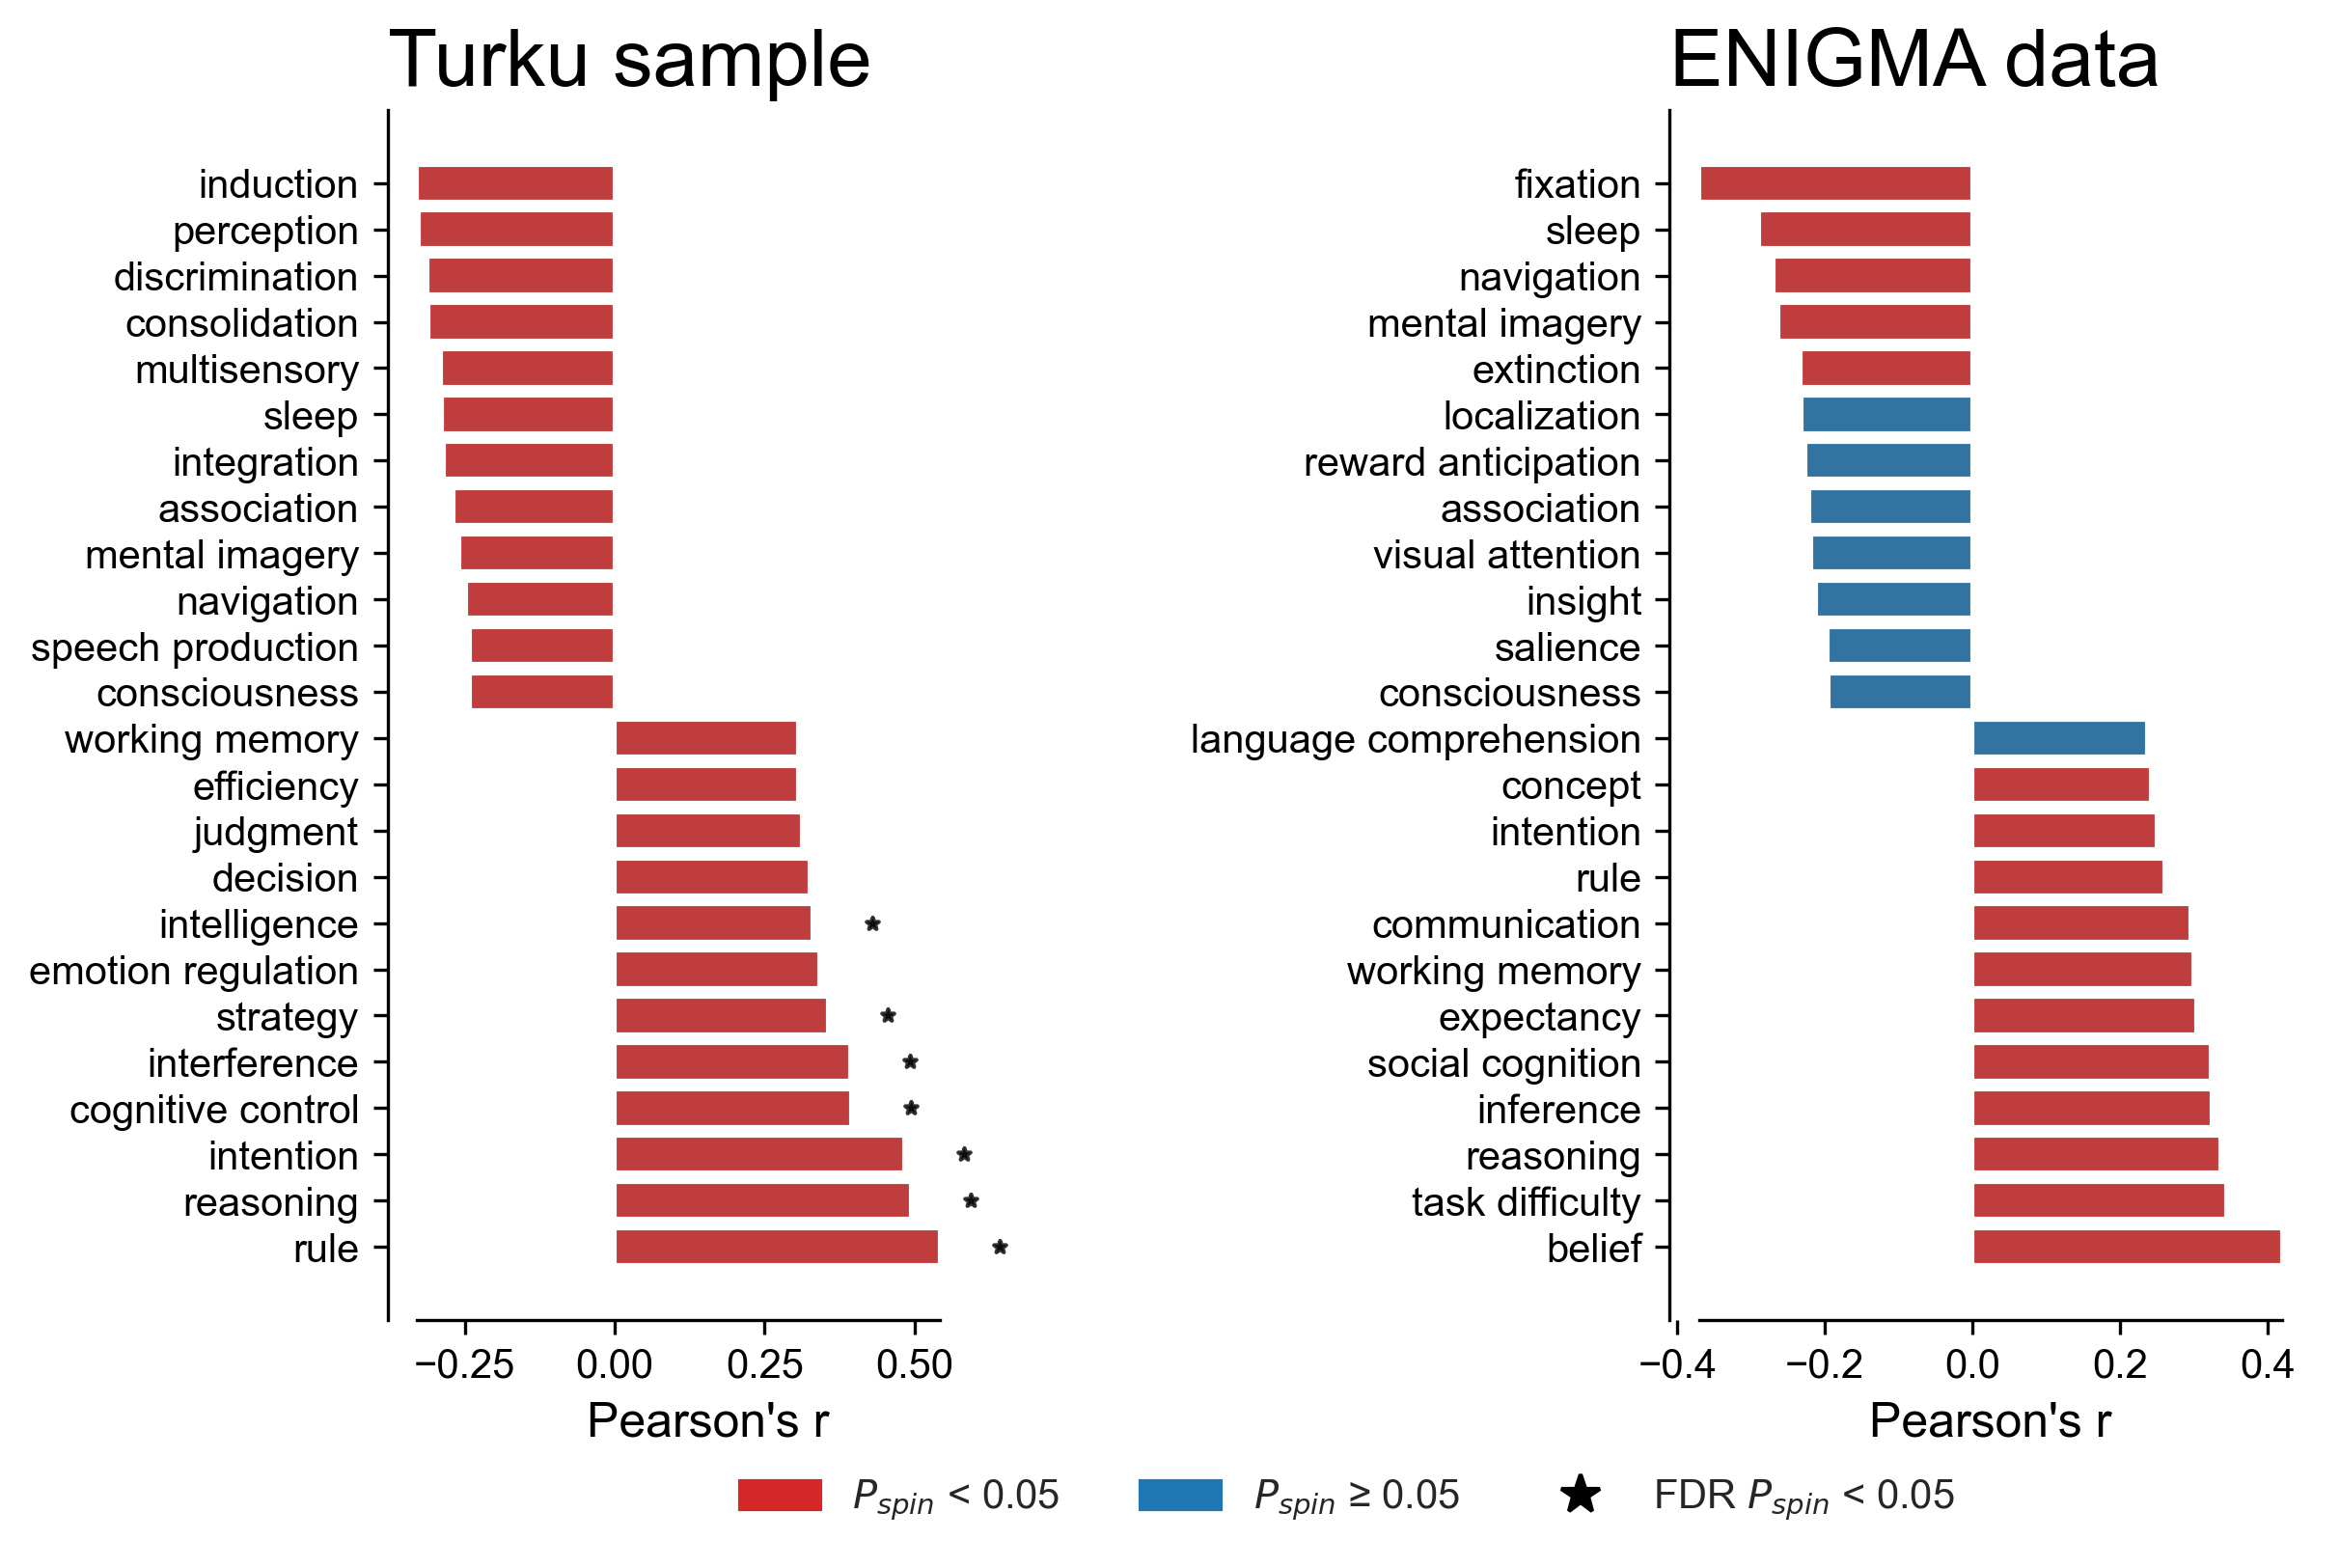 Turku sample
induction
perception
discrimination
consolidation
multisensory
sleep
integration
association
mental imagery
navigation
speech production
consciousness
working memory
efficiency
judgment
decision
intelligence
emotion regulation
strategy
interference
cognitive control
intention
reasoning
rule
−0.25 0.00 0.25 0.50
Pearson's r
ENIGMA data
fixation
sleep
navigation
mental imagery
extinction
localization
reward anticipation
association
visual attention
insight
salience
consciousness
language comprehension
concept
intention
rule
communication
working memory
expectancy
social cognition
inference
reasoning
task difficulty
belief
−0.4 −0.2 0.0 0.2 0.4
Pearson's r
Pspin < 0.05 Pspin ≥ 0.05 FDR Pspin < 0.05